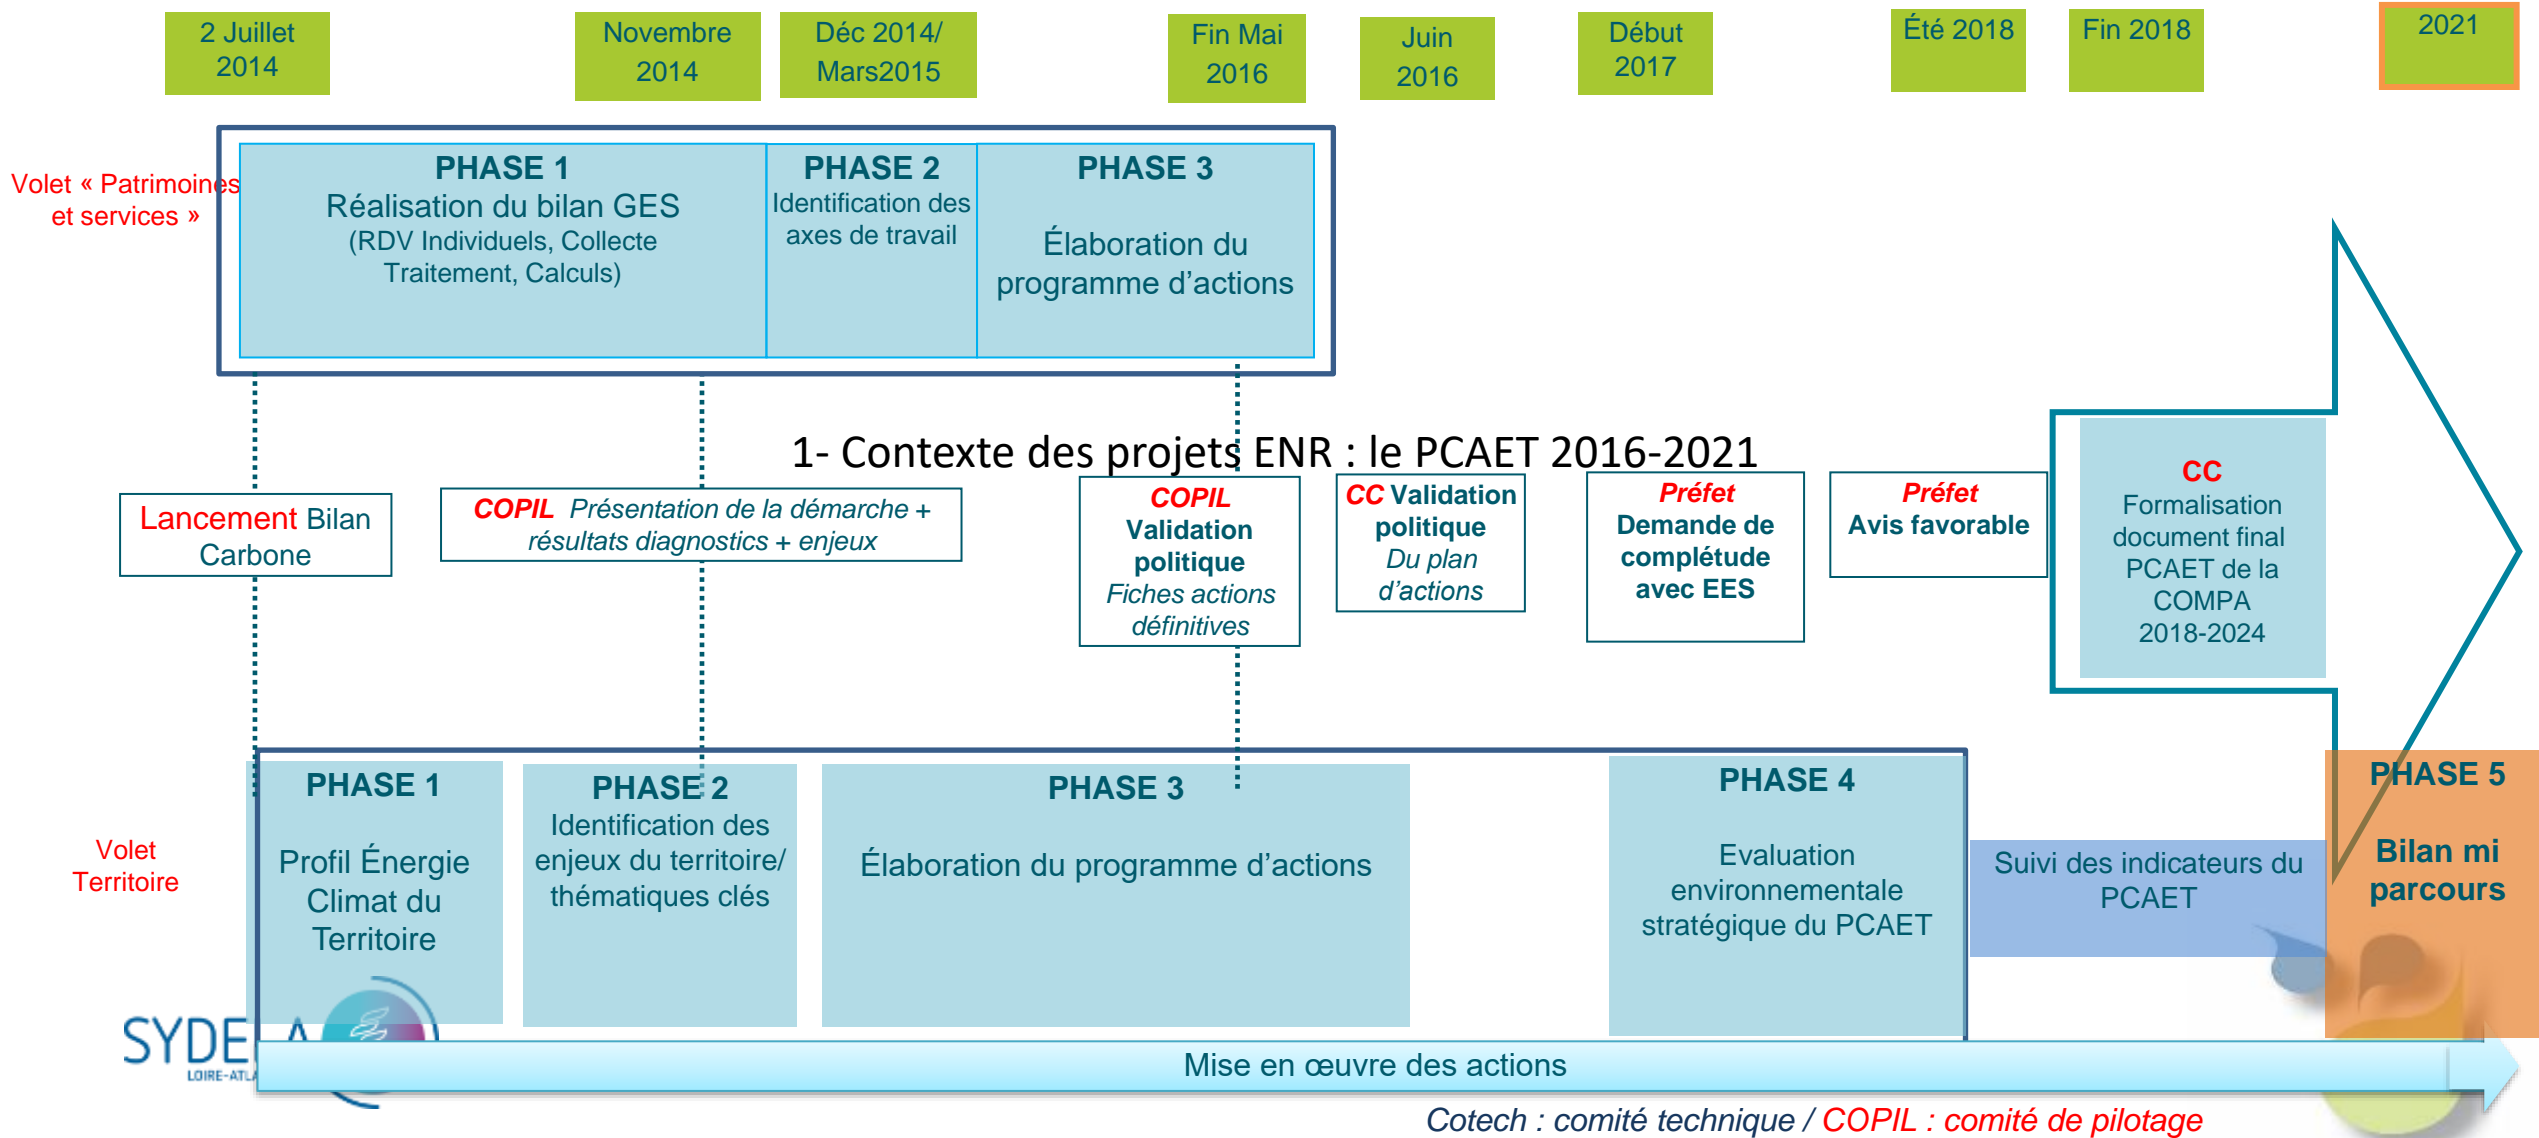 2 Juillet
2014
Novembre
2014
Déc 2014/
Mars2015
Fin Mai
2016
Juin
2016
Début
2017
Été 2018
Fin 2018
2021
Volet « Patrimoines
et services »
PHASE 1
Réalisation du bilan GES
(RDV Individuels, Collecte
Traitement, Calculs)
PHASE 2
Identification des
axes de travail
PHASE 3
Élaboration du
programme d’actions
1- Contexte des projets ENR : le PCAET 2016-2021
Lancement Bilan
Carbone
COPIL Présentation de la démarche +
résultats diagnostics + enjeux
COPIL
Validation
politique
Fiches actions
définitives
CC Validation
politique
Du plan
d’actions
Préfet
Demande de
complétude
avec EES
Préfet
Avis favorable
CC
Formalisation
document final
PCAET de la
COMPA
2018-2024
Volet
Territoire
PHASE 1
Profil Énergie
Climat du
Territoire
PHASE 2
Identification des
enjeux du territoire/
thématiques clés
PHASE 3
Élaboration du programme d’actions
PHASE 4
Evaluation
environnementale
stratégique du PCAET
Suivi des indicateurs du
PCAET
PHASE 5
Bilan mi
parcours
SYDE A
LOIRE-ATLA
Mise en œuvre des actions
Cotech : comité technique / COPIL : comité de pilotage